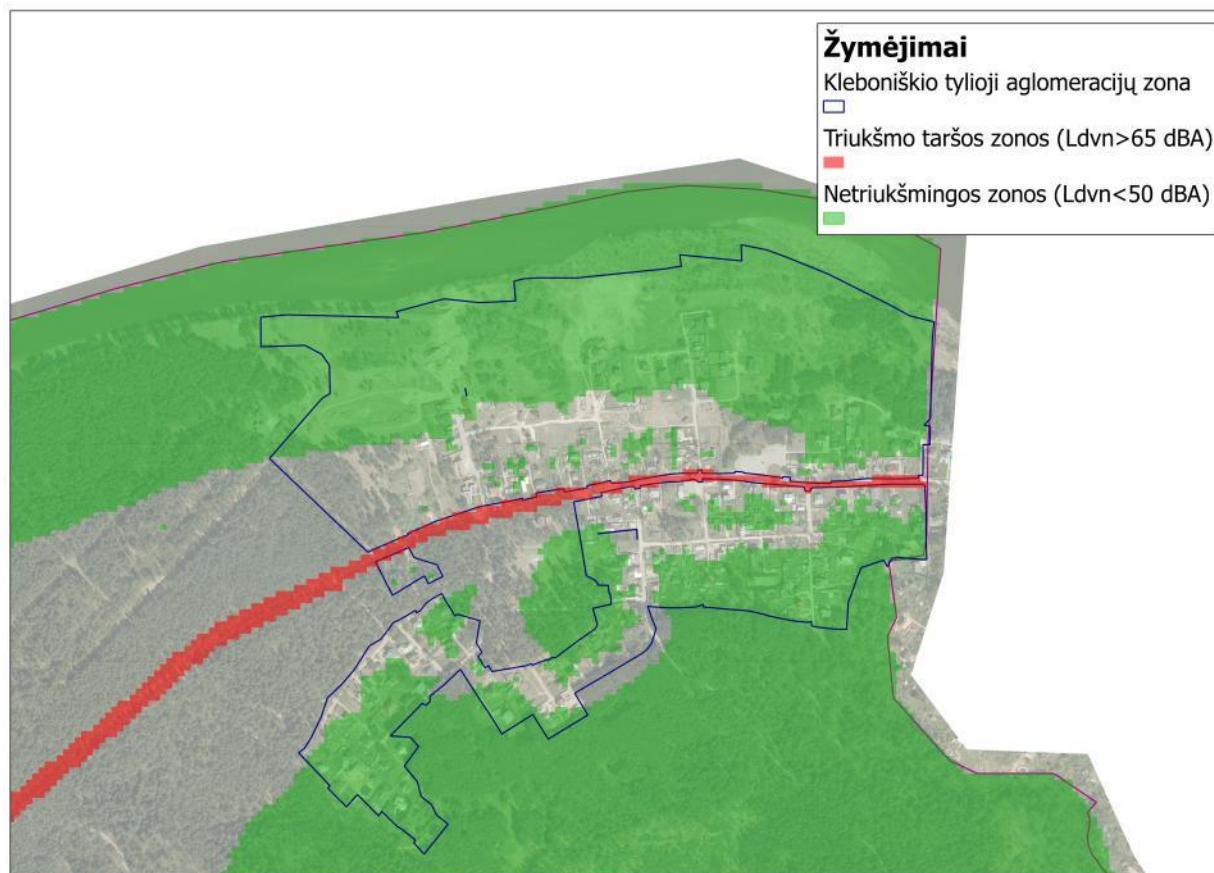 Žymėjimai
Kleboniškio tylioji aglomeracijų zona
Triukšmo taršos zonos (Ldvn>65 dBA)
Netriukšmingos zonos (Ldvn<50 dBA)